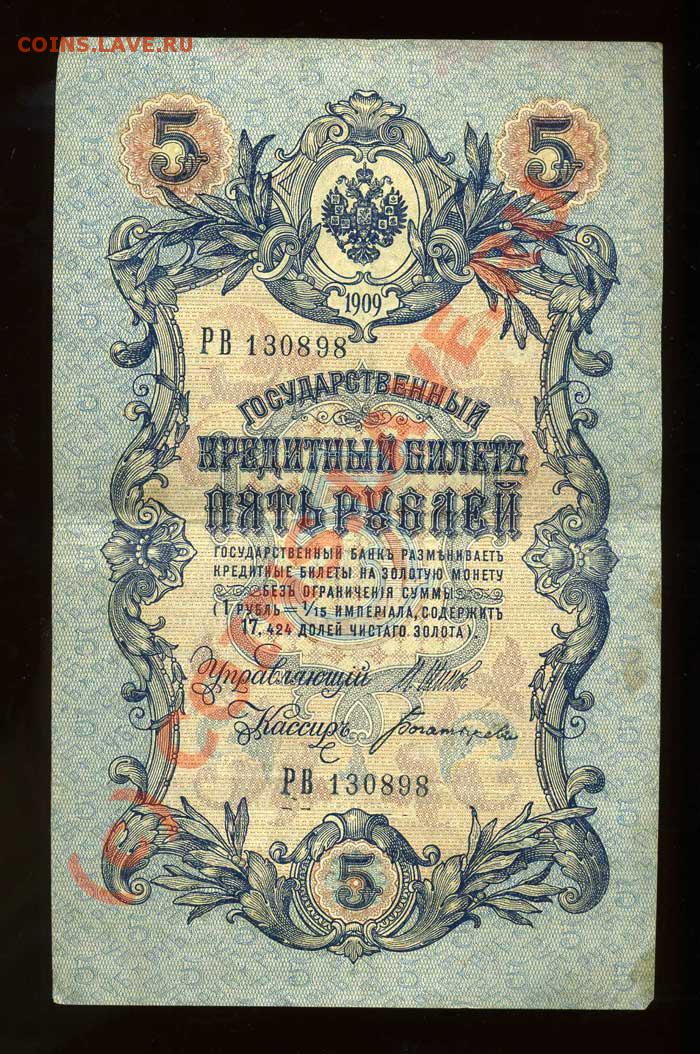 COINS.LAVE.RU
5 5
1909
РВ 130898
ГОСУДАРСТВЕННЫЙ
КРЕДИТНЫЙ БИЛЕТЪ
ПЯТЬ РУБЛЕЙ
ГОСУДАРСТВЕННЫЙ БАНКЪ РАЗМѢНИВАЕТЪ
КРЕДИТНЫЕ БИЛЕТЫ НА ЗОЛОТУЮ МОНЕТУ
БЕЗЪ ОГРАНИЧЕНІЯ СУММЫ
(1 РУБЛЬ = 1/15 ИМПЕРІАЛА, СОДЕРЖИТЪ
17,424 ДОЛЕЙ ЧИСТАГО ЗОЛОТА).
Управляющій
Кассиръ Богатыревъ
РВ 130898
5